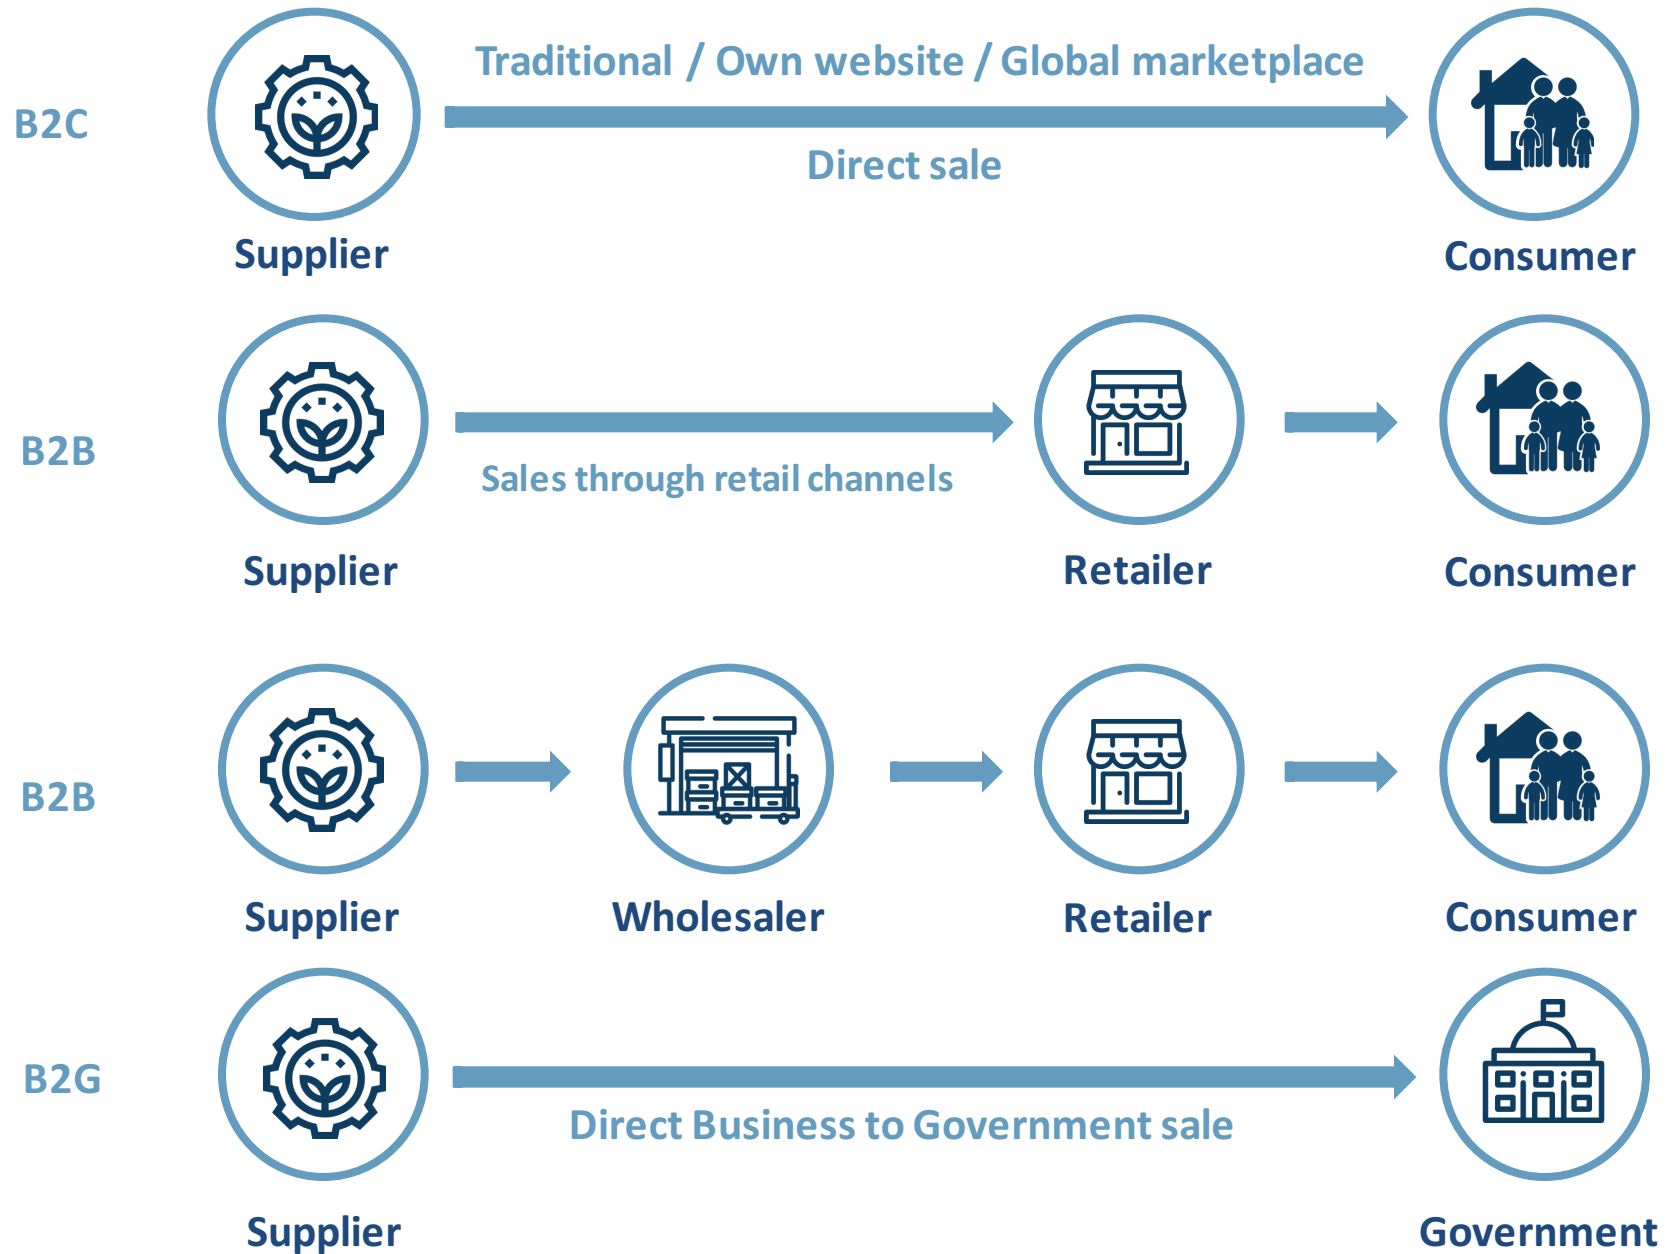 Traditional / Own website / Global marketplace
B2C
Direct sale
Supplier
Consumer
B2B
Sales through retail channels
Supplier
Retailer
Consumer
B2B
Supplier
Wholesaler
Retailer
Consumer
B2G
Direct Business to Government sale
Supplier
Government